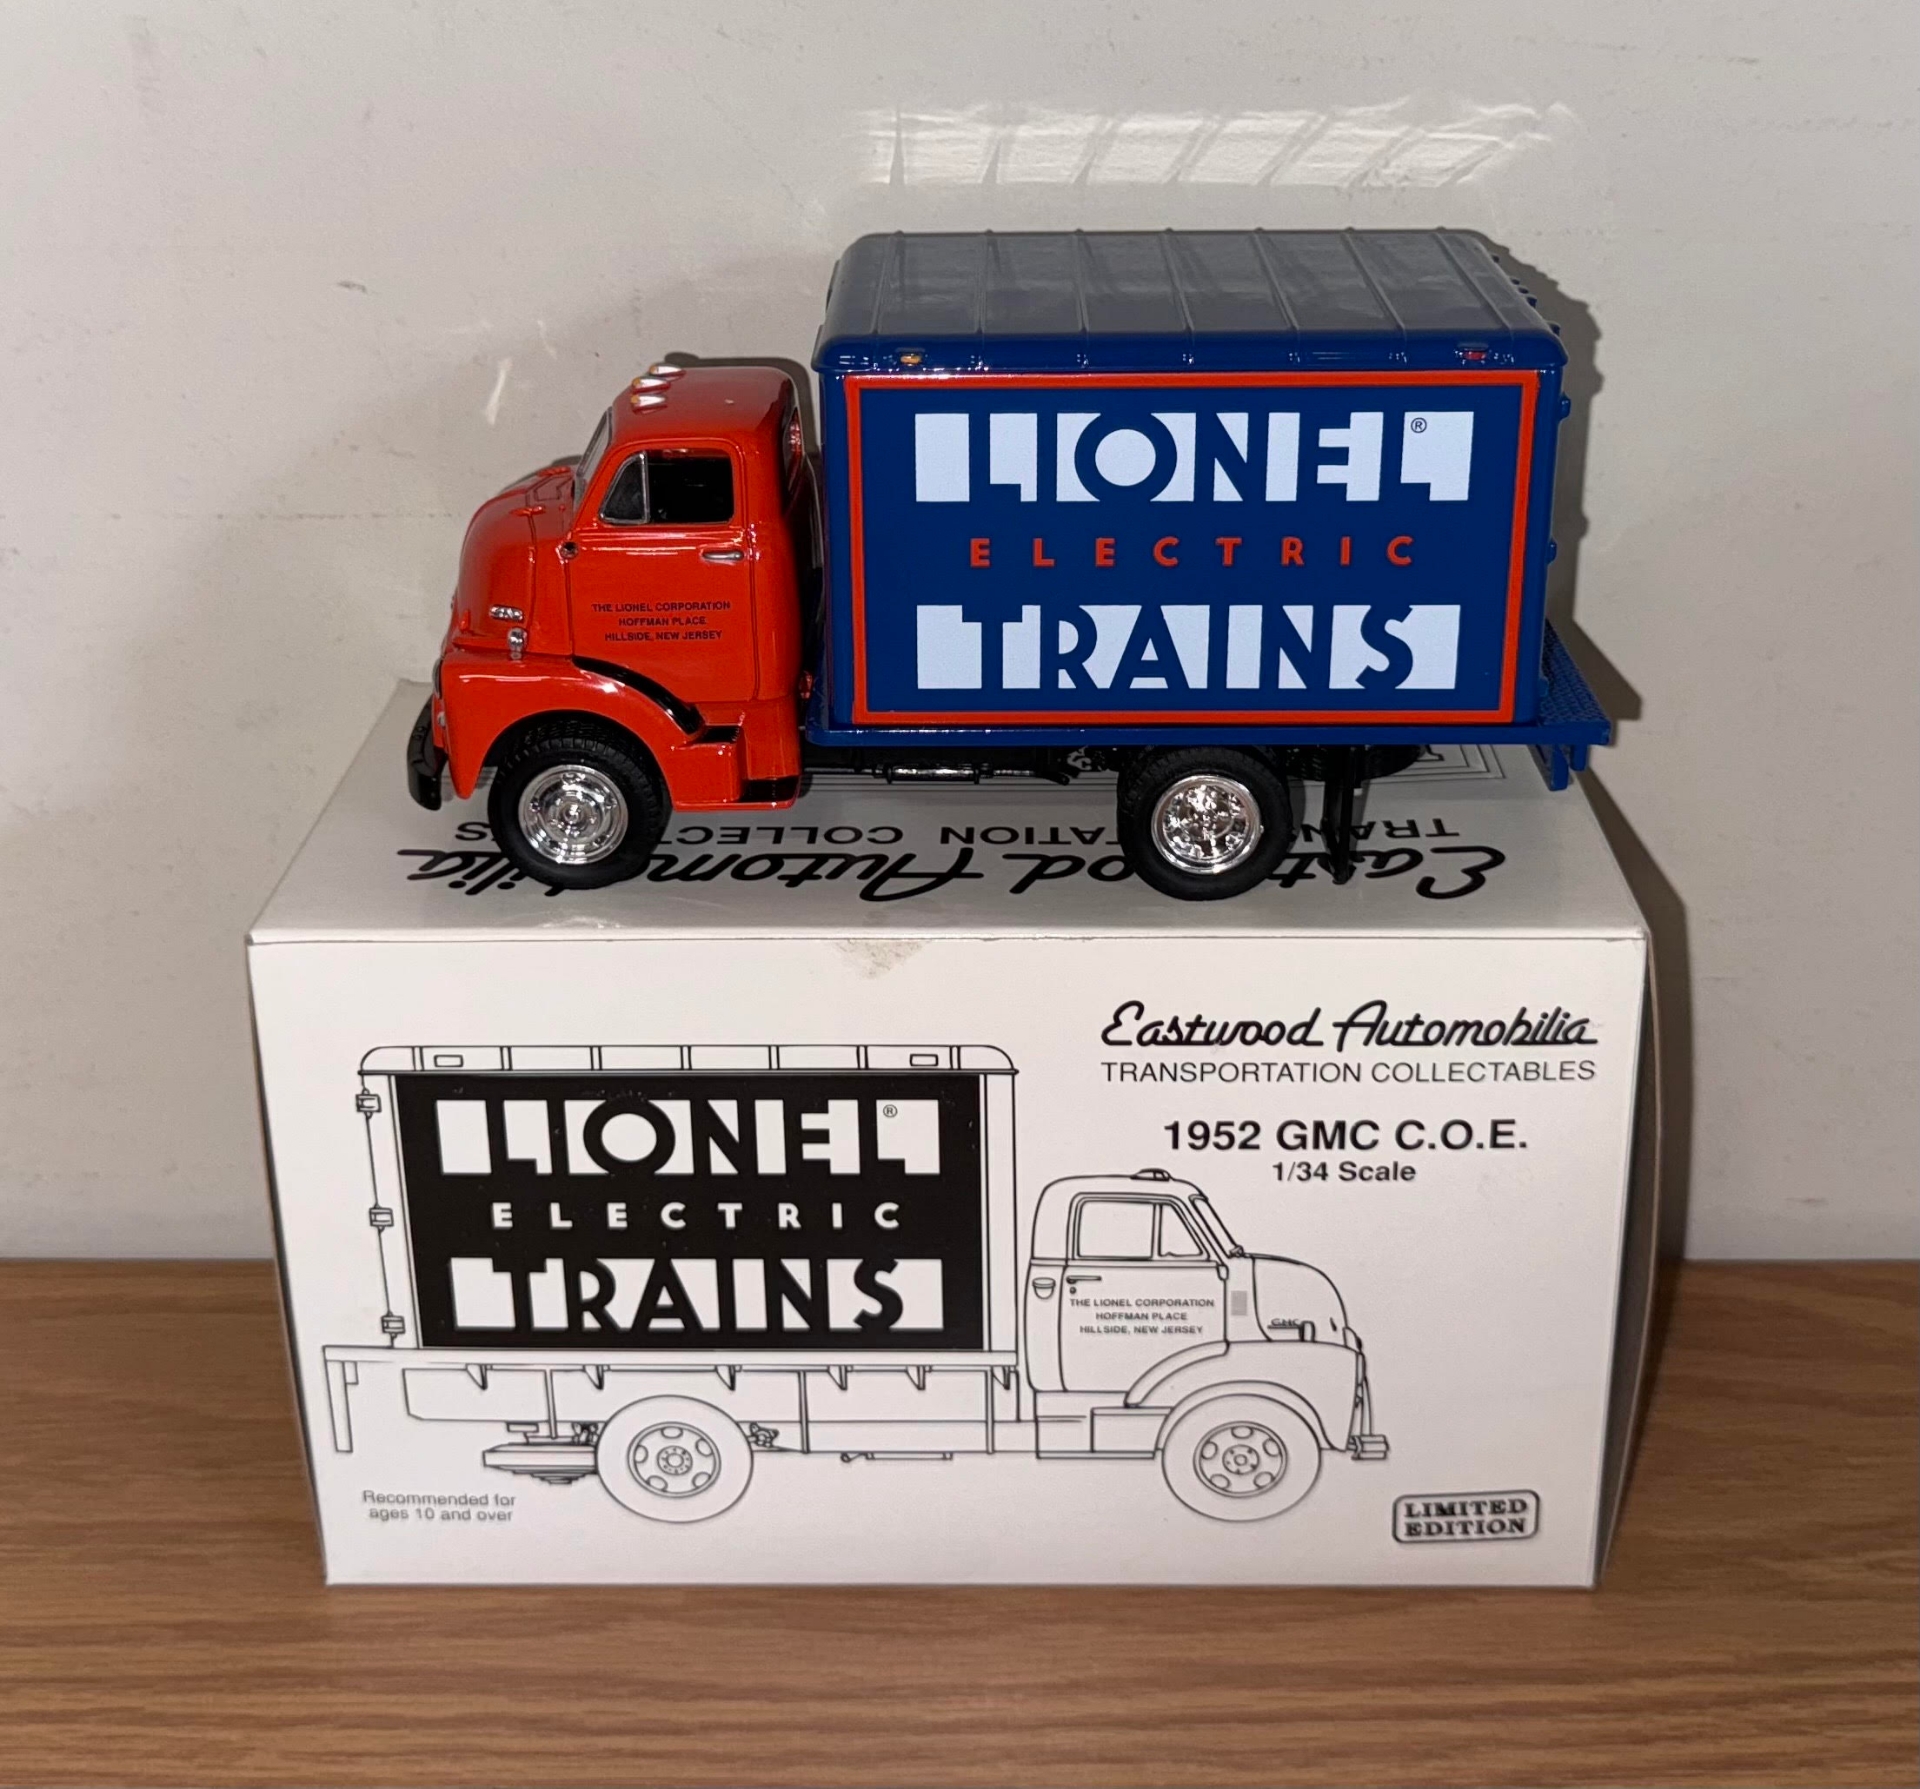 LIONEL®
ELECTRIC
TRAINS
THE LIONEL CORPORATION
HOFFMAN PLACE
HILLSIDE, NEW JERSEY
Eastwood Automobilia
TRANSPORTATION COLLECTABLES
Eastwood Automobilia
TRANSPORTATION COLLECTABLES
1952 GMC C.O.E.
1/34 Scale
LIONEL®
ELECTRIC
TRAINS
THE LIONEL CORPORATION
HOFFMAN PLACE
HILLSIDE, NEW JERSEY
GMC
Recommended for
ages 10 and over
LIMITED
EDITION